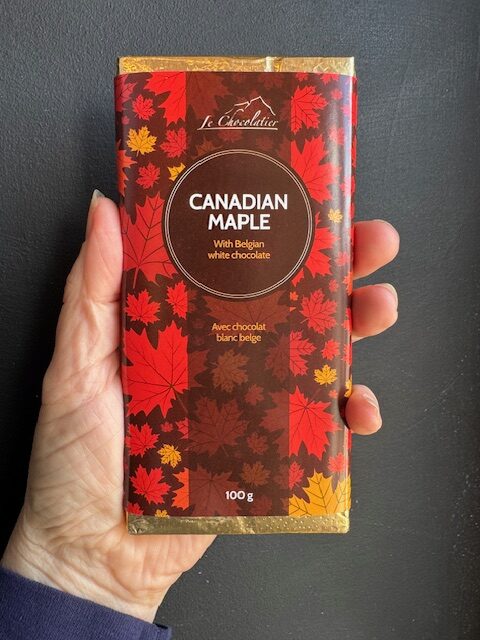 Le Chocolatier
CANADIAN
MAPLE
With Belgian
white chocolate
Avec chocolat
blanc belge
100 g